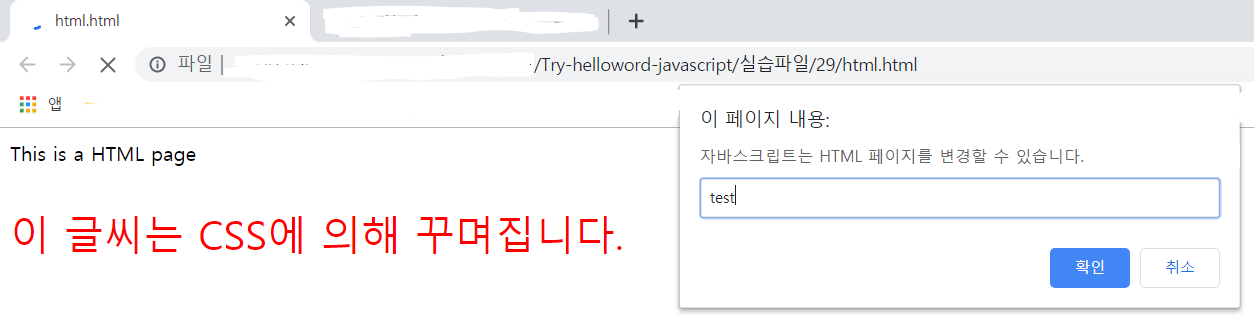 html.html
파일 | /Try-helloword-javascript/실습파일/29/html.html
앱
This is a HTML page
이 글씨는 CSS에 의해 꾸며집니다.
이 페이지 내용:
자바스크립트는 HTML 페이지를 변경할 수 있습니다.
test
확인 취소